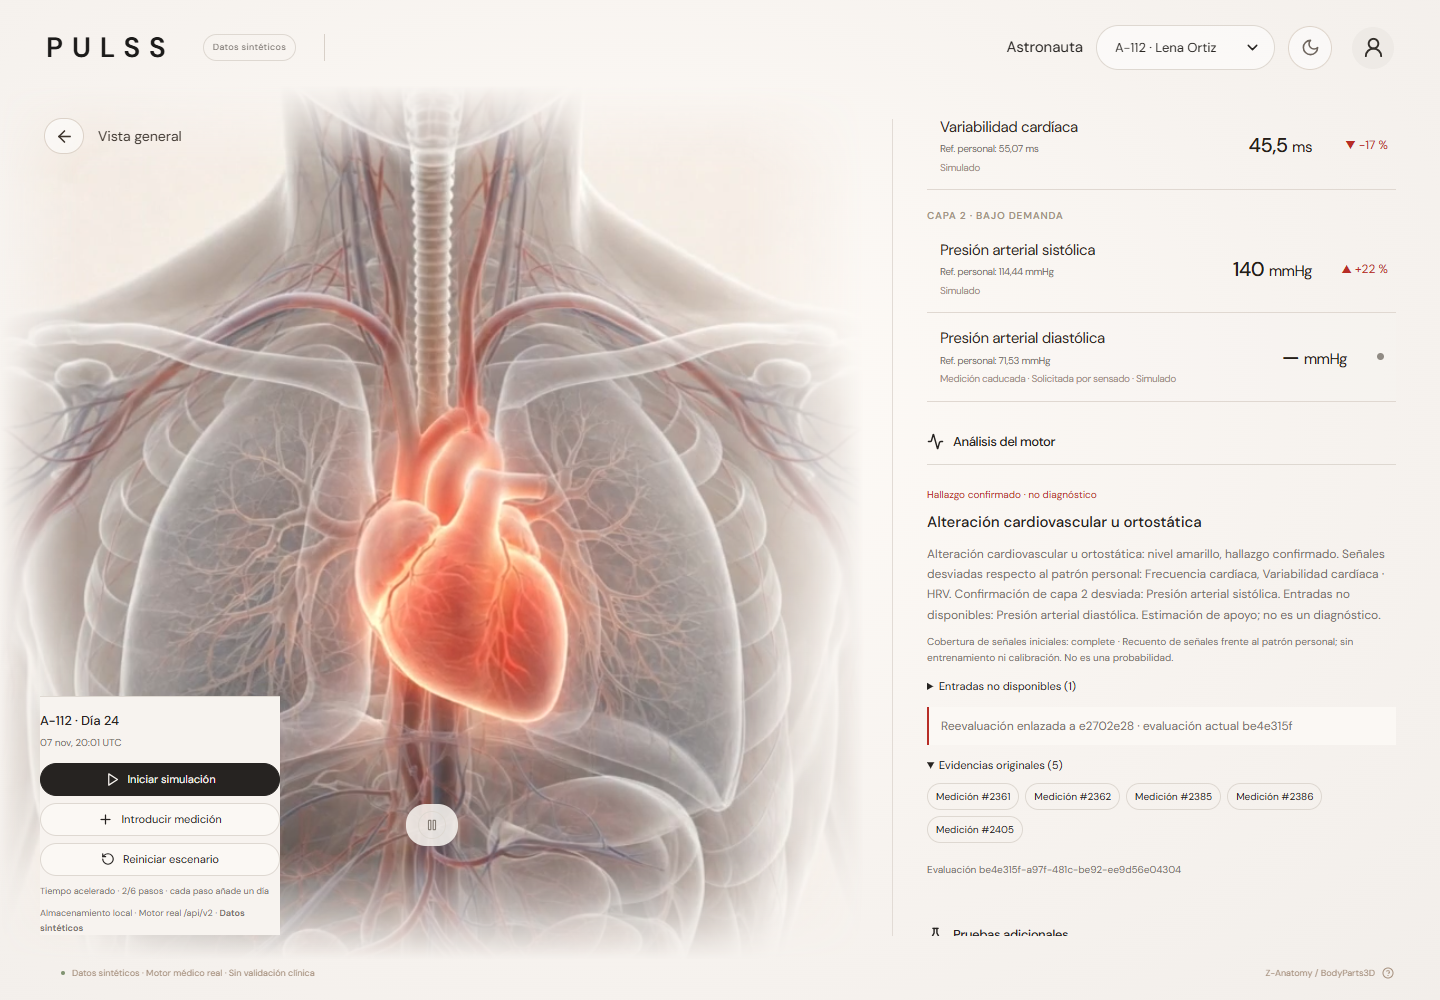 PULSS
Datos sintéticos
Astronauta
A-112 · Lena Ortiz
Vista general
Variabilidad cardíaca
Ref. personal: 55,07 ms
Simulado
45,5 ms
▼ -17 %
CAPA 2 · BAJO DEMANDA
Presión arterial sistólica
Ref. personal: 114,44 mmHg
Simulado
140 mmHg
▲ +22 %
Presión arterial diastólica
Ref. personal: 71,53 mmHg
Medición caducada · Solicitada por sensado · Simulado
— mmHg
Análisis del motor
Hallazgo confirmado · no diagnóstico
Alteración cardiovascular u ortostática
Alteración cardiovascular u ortostática: nivel amarillo, hallazgo confirmado. Señales
desviadas respecto al patrón personal: Frecuencia cardíaca, Variabilidad cardíaca ·
HRV. Confirmación de capa 2 desviada: Presión arterial sistólica. Entradas no
disponibles: Presión arterial diastólica. Estimación de apoyo; no es un diagnóstico.
Cobertura de señales iniciales: complete · Recuento de señales frente al patrón personal; sin
entrenamiento ni calibración. No es una probabilidad.
▶ Entradas no disponibles (1)
Reevaluación enlazada a e2702e28 · evaluación actual be4e315f
▼ Evidencias originales (5)
Medición #2361
Medición #2362
Medición #2385
Medición #2386
Medición #2405
Evaluación be4e315f-a97f-481c-be92-ee9d56e04304
Pruebas adicionales
A-112 · Día 24
07 nov, 20:01 UTC
Iniciar simulación
Introducir medición
Reiniciar escenario
Tiempo acelerado · 2/6 pasos · cada paso añade un día
Almacenamiento local · Motor real /api/v2 · Datos
sintéticos
Datos sintéticos · Motor médico real · Sin validación clínica
Z-Anatomy / BodyParts3D